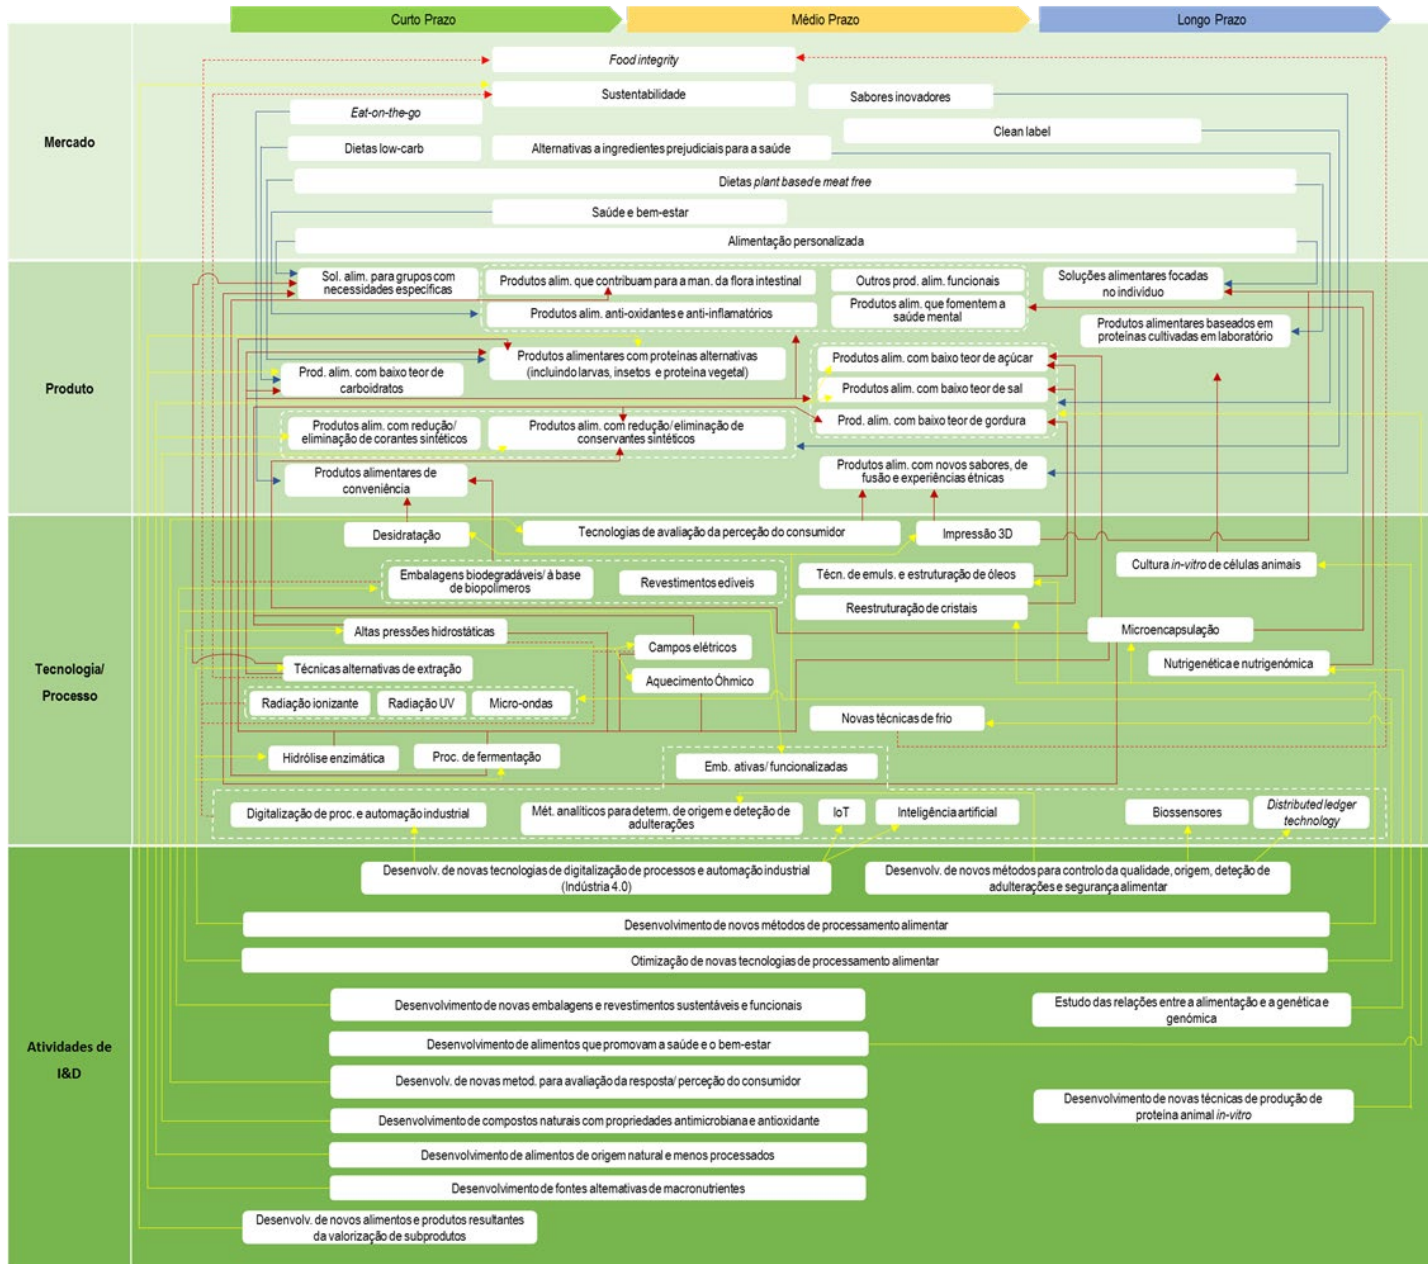 Curto Prazo
Médio Prazo
Longo Prazo
Mercado
Food integrity
Sustentabilidade
Sabores inovadores
Eat-on-the-go
Clean label
Dietas low-carb
Alternativas a ingredientes prejudiciais para a saúde
Dietas plant based e meat free
Saúde e bem-estar
Alimentação personalizada
Produto
Sol. alim. para grupos com
necessidades especificas
Produtos alim. que contribuam para a man. da flora intestinal
Outros prod. alim. funcionais
Soluções alimentares focadas
no indivíduo
Produtos alim. anti-oxidantes e anti-inflamatórios
Produtos alim. que fomentem a
saúde mental
Produtos alimentares baseados em
proteínas cultivadas em laboratório
Produtos alimentares com proteínas alternativas
(incluindo larvas, insetos e proteína vegetal)
Produtos alim. com baixo teor de açúcar
Prod. alim. com baixo teor de
carboidratos
Produtos alim. com baixo teor de sal
Prod. alim. com baixo teor de gordura
Produtos alim. com redução/
eliminação de corantes sintéticos
Produtos alim. com redução/ eliminação de
conservantes sintéticos
Produtos alimentares de
conveniência
Produtos alim. com novos sabores, de
fusão e experiências étnicas
Tecnologia/
Processo
Desidratação
Tecnologias de avaliação da perceção do consumidor
Impressão 3D
Embalagens biodegradáveis/ à base
de biopolímeros
Revestimentos edíveis
Técn. de emuls. e estruturação de óleos
Cultura in-vitro de células animais
Reestruturação de cristais
Altas pressões hidrostáticas
Campos elétricos
Microencapsulação
Técnicas alternativas de extração
Aquecimento Óhmico
Nutrigenética e nutrigenómica
Radiação ionizante
Radiação UV
Micro-ondas
Novas técnicas de frio
Hidrólise enzimática
Proc. de fermentação
Emb. ativas/ funcionalizadas
Digitalização de proc. e automação industrial
Mét. analíticos para determ. de origem e deteção de
adulterações
IoT
Inteligência artificial
Biossensores
Distributed ledger
technology
Atividades de
I&D
Desenvolv. de novas tecnologias de digitalização de processos e automação industrial
(Indústria 4.0)
Desenvolv. de novos métodos para controlo da qualidade, origem, deteção de
adulterações e segurança alimentar
Desenvolvimento de novos métodos de processamento alimentar
Otimização de novas tecnologias de processamento alimentar
Desenvolvimento de novas embalagens e revestimentos sustentáveis e funcionais
Estudo das relações entre a alimentação e a genética e
genómica
Desenvolvimento de alimentos que promovam a saúde e o bem-estar
Desenvolv. de novas metod. para avaliação da resposta/ perceção do consumidor
Desenvolvimento de novas técnicas de produção de
proteína animal in-vitro
Desenvolvimento de compostos naturais com propriedades antimicrobiana e antioxidante
Desenvolvimento de alimentos de origem natural e menos processados
Desenvolvimento de fontes alternativas de macronutrientes
Desenvolv. de novos alimentos e produtos resultantes
da valorização de subprodutos